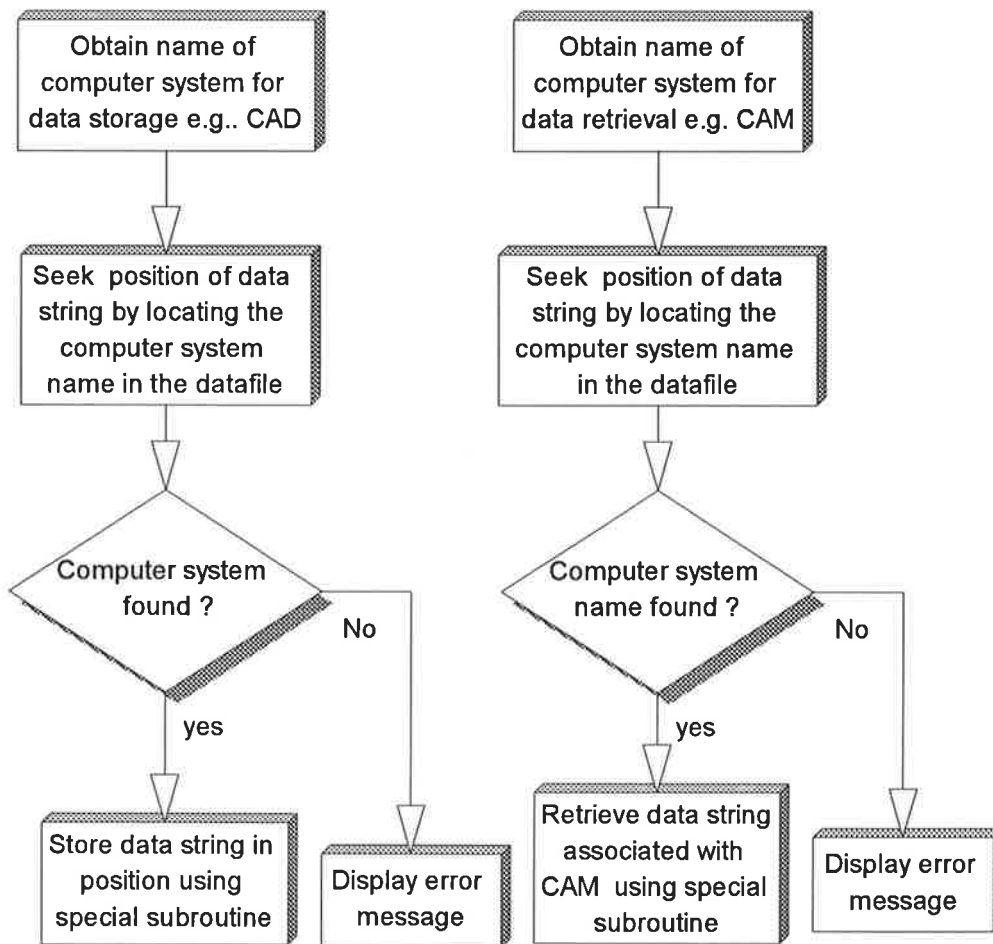 Obtain name of
computer system for
data storage e.g.. CAD
Seek position of data
string by locating the
computer system
name in the datafile
Computer system
found ?
No
yes
Store data string in
position using
special subroutine
Display error
message
Obtain name of
computer system for
data retrieval e.g. CAM
Seek position of data
string by locating the
computer system name
in the datafile
Computer system
name found ?
No
yes
Retrieve data string
associated with
CAM using special
subroutine
Display error
message